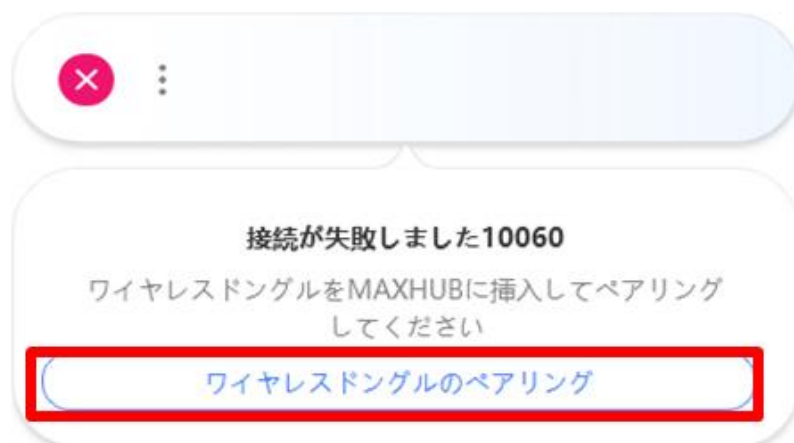 接続が失敗しました10060
ワイヤレスドングルをMAXHUBに挿入してペアリング
してください
ワイヤレスドングルのペアリング